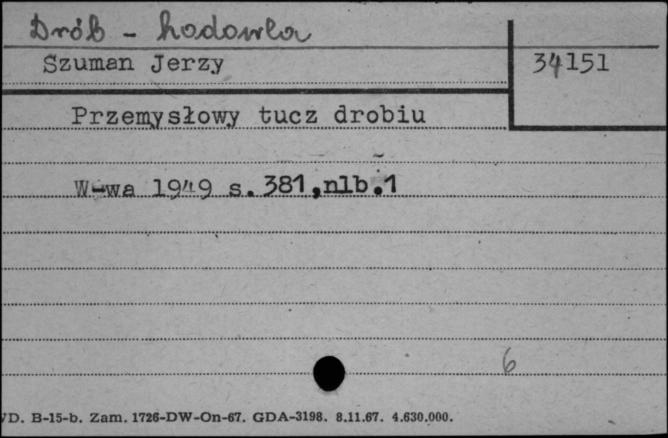 Drób - hodowla
Szuman Jerzy
34151
Przemysłowy tucz drobiu
W-wa 1949 s.381,nlb.1
6
VD. B-15-b. Zam. 1726-DW-On-67. GDA-3198. 8.11.67. 4.630.000.